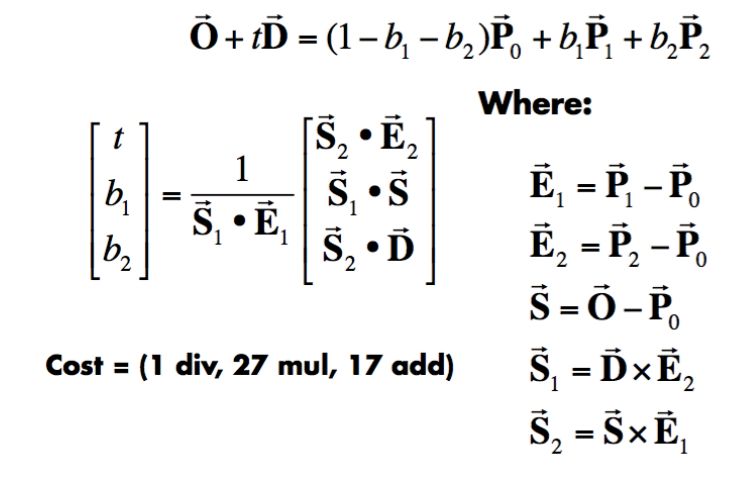 O⃗ + tD⃗ = (1 − b₁ − b₂)P⃗₀ + b₁P⃗₁ + b₂P⃗₂
Where:
[t b₁ b₂] = 1 / (S⃗₁ • E⃗₁) [S⃗₂ • E⃗₂ S⃗₁ • S⃗ S⃗₂ • D⃗]
E⃗₁ = P⃗₁ − P⃗₀
E⃗₂ = P⃗₂ − P⃗₀
S⃗ = O⃗ − P⃗₀
S⃗₁ = D⃗ × E⃗₂
S⃗₂ = S⃗ × E⃗₁
Cost = (1 div, 27 mul, 17 add)